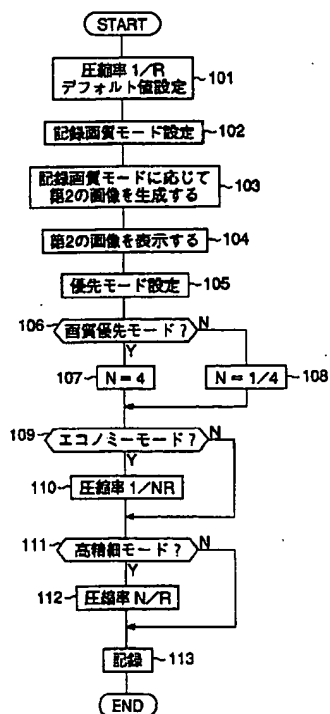 START
圧縮率 1/R
デフォルト値設定
101
記録画質モード設定
102
記録画質モードに応じて
第2の画像を生成する
103
第2の画像を表示する
104
優先モード設定
105
106
画質優先モード?
N
Y
107
N = 4
N = 1/4
108
109
エコノミーモード?
N
Y
110
圧縮率 1/NR
111
高精細モード?
N
Y
112
圧縮率 N/R
記録
113
END